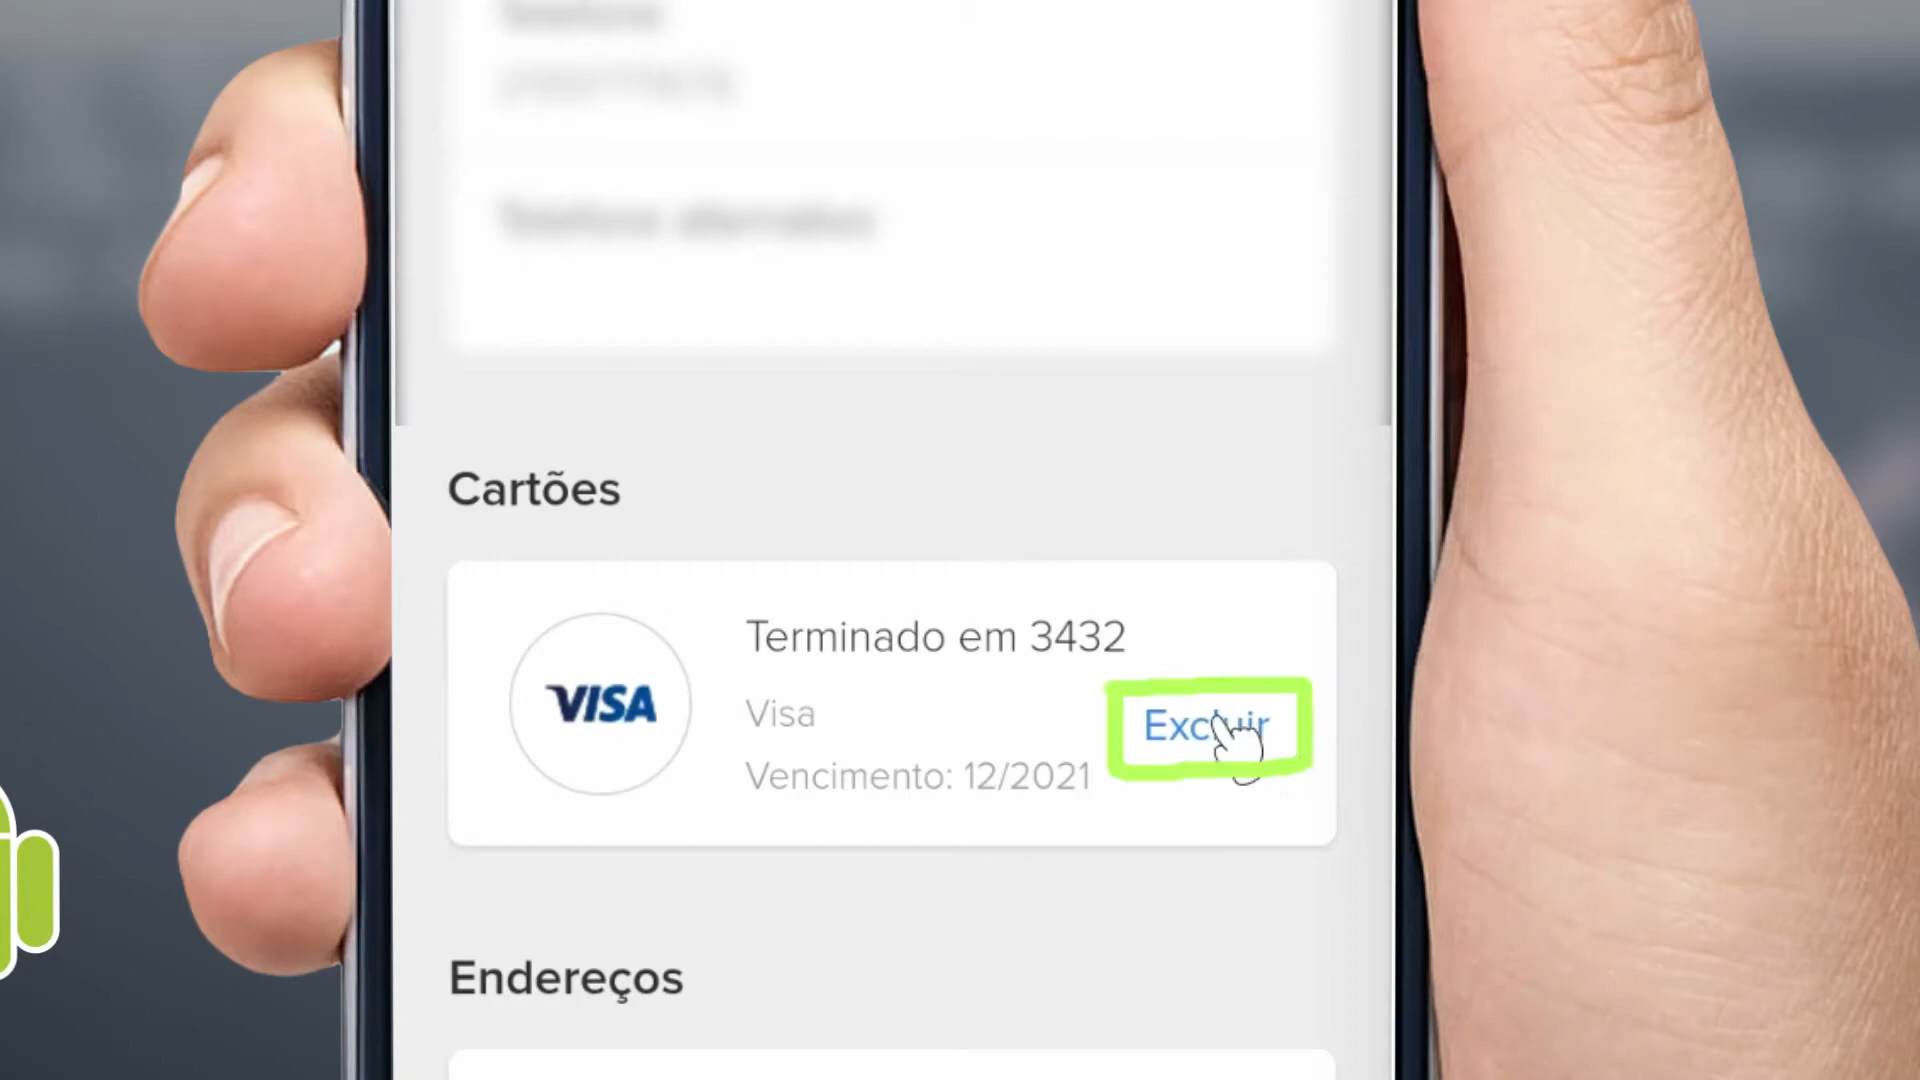 Cartões
Terminado em 3432
VISA
Visa
Excluir
Vencimento: 12/2021
Endereços